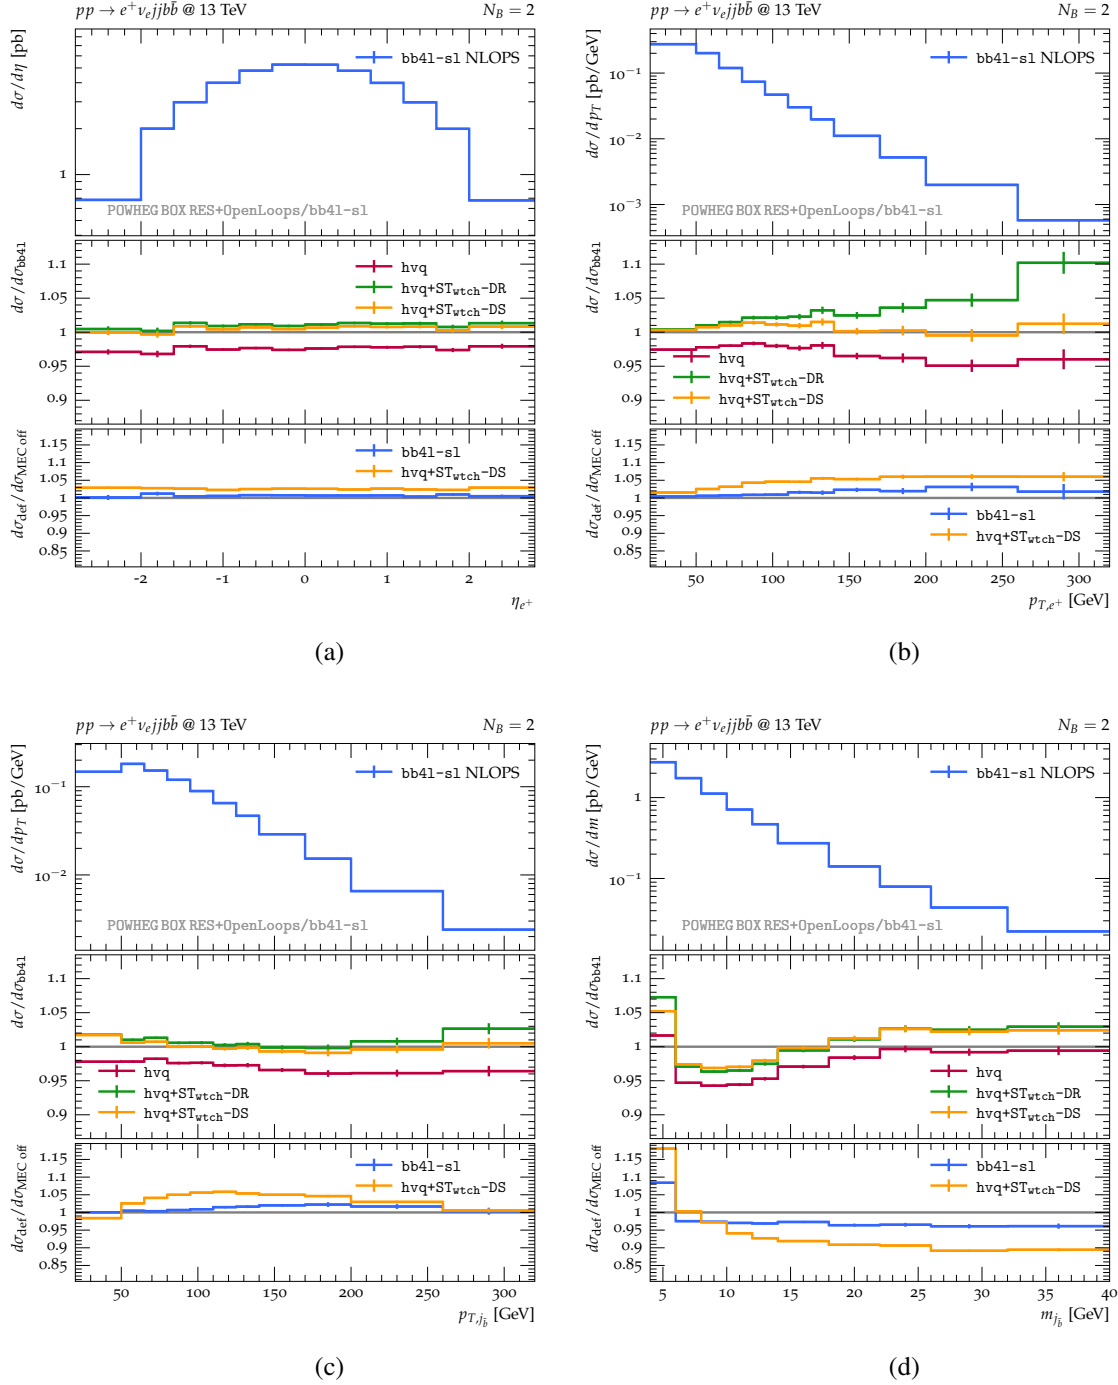 pp → e⁺ν_e jjbb̄ @ 13 TeV N_B = 2
dσ/dη [pb]
bb4l-sl NLOPS
1
POWHEG BOX RES+OpenLoops/bb4l-sl
dσ/dσ_bb4l
1.1
1.05
1
0.95
0.9
hvq
hvq+ST_wtch-DR
hvq+ST_wtch-DS
dσ_def/dσ_MEC off
1.15
1.1
1.05
1
0.95
0.9
0.85
bb4l-sl
hvq+ST_wtch-DS
-2 -1 0 1 2
η_e⁺
(a)
pp → e⁺ν_e jjbb̄ @ 13 TeV N_B = 2
dσ/dp_T [pb/GeV]
bb4l-sl NLOPS
10⁻¹
10⁻²
10⁻³
POWHEG BOX RES+OpenLoops/bb4l-sl
dσ/dσ_bb4l
1.1
1.05
1
0.95
0.9
hvq
hvq+ST_wtch-DR
hvq+ST_wtch-DS
dσ_def/dσ_MEC off
1.15
1.1
1.05
1
0.95
0.9
0.85
bb4l-sl
hvq+ST_wtch-DS
50 100 150 200 250 300
p_T,e⁺ [GeV]
(b)
pp → e⁺ν_e jjbb̄ @ 13 TeV N_B = 2
dσ/dp_T [pb/GeV]
bb4l-sl NLOPS
10⁻¹
10⁻²
POWHEG BOX RES+OpenLoops/bb4l-sl
dσ/dσ_bb4l
1.1
1.05
1
0.95
0.9
hvq
hvq+ST_wtch-DR
hvq+ST_wtch-DS
dσ_def/dσ_MEC off
1.15
1.1
1.05
1
0.95
0.9
0.85
bb4l-sl
hvq+ST_wtch-DS
50 100 150 200 250 300
p_T,j_b̄ [GeV]
(c)
pp → e⁺ν_e jjbb̄ @ 13 TeV N_B = 2
dσ/dm [pb/GeV]
bb4l-sl NLOPS
1
10⁻¹
POWHEG BOX RES+OpenLoops/bb4l-sl
dσ/dσ_bb4l
1.1
1.05
1
0.95
0.9
hvq
hvq+ST_wtch-DR
hvq+ST_wtch-DS
dσ_def/dσ_MEC off
1.15
1.1
1.05
1
0.95
0.9
0.85
bb4l-sl
hvq+ST_wtch-DS
5 10 15 20 25 30 35 40
m_j_b̄ [GeV]
(d)